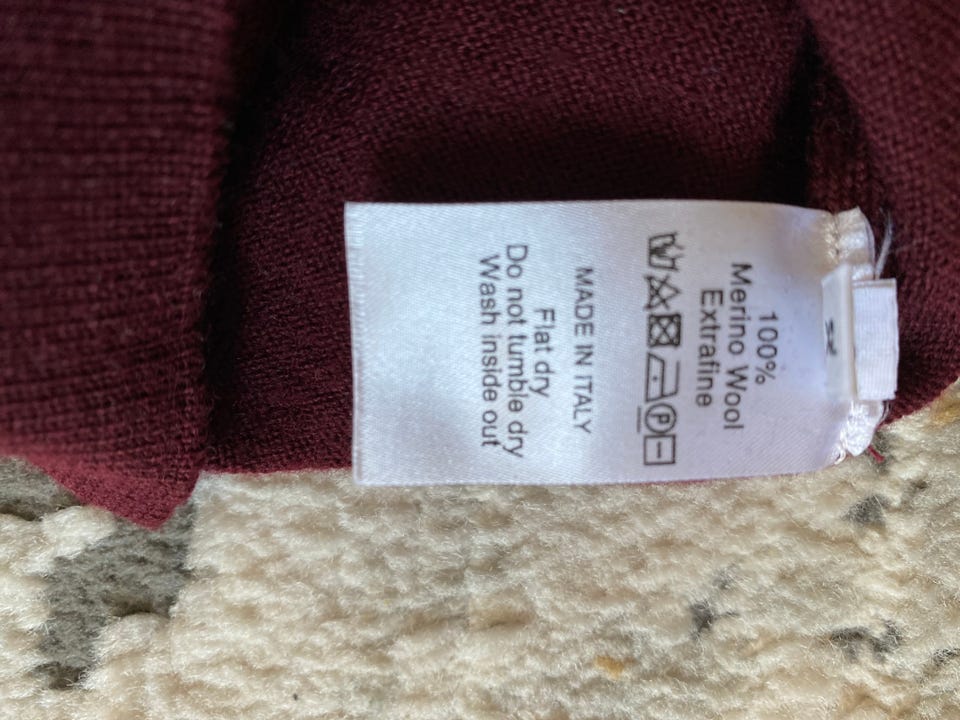 100%
Merino Wool
Extrafine
P
MADE IN ITALY
Flat dry
Do not tumble dry
Wash inside out